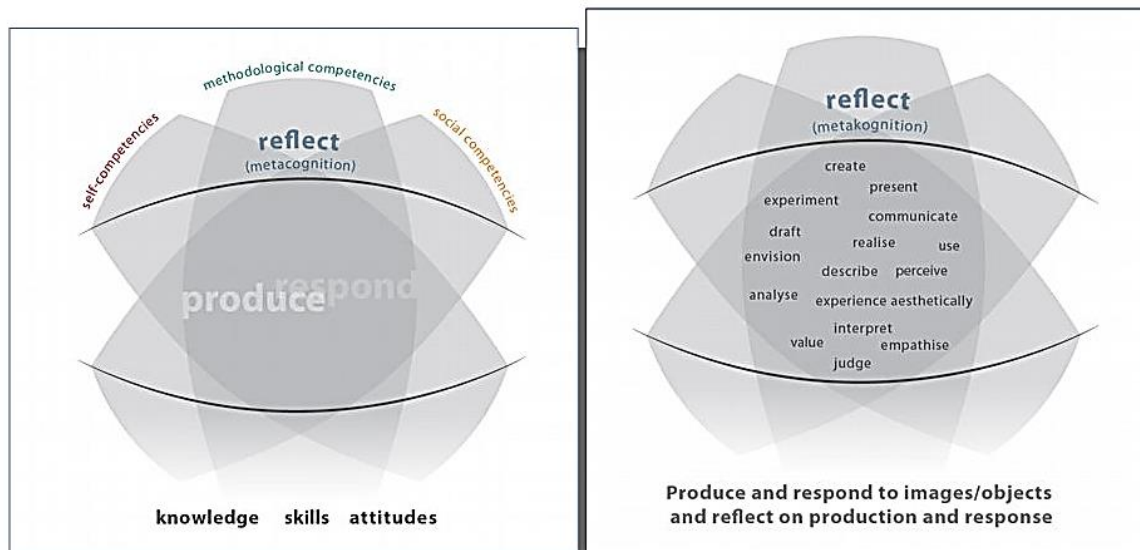 methodological competencies
self-competencies
social competencies
reflect
(metacognition)
produce
respond
knowledge skills attitudes
reflect
(metakognition)
create
present
experiment
communicate
draft
realise
use
envision
describe
perceive
analyse
experience aesthetically
interpret
value
empathise
judge
Produce and respond to images/objects
and reflect on production and response